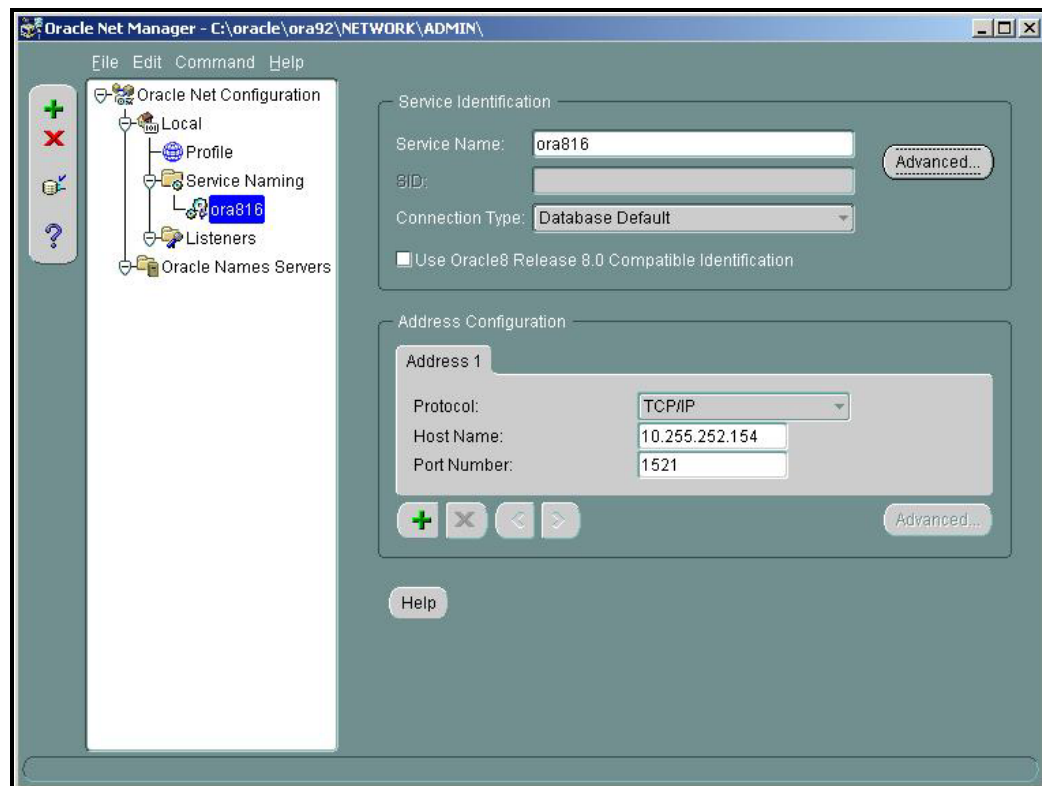 Oracle Net Manager - C:\oracle\ora92\NETWORK\ADMIN\
File Edit Command Help
Oracle Net Configuration
Local
Profile
Service Naming
ora816
Listeners
Oracle Names Servers
Service Identification
Service Name: ora816
SID:
Connection Type: Database Default
Use Oracle8 Release 8.0 Compatible Identification
Advanced...
Address Configuration
Address 1
Protocol: TCP/IP
Host Name: 10.255.252.154
Port Number: 1521
Advanced...
Help